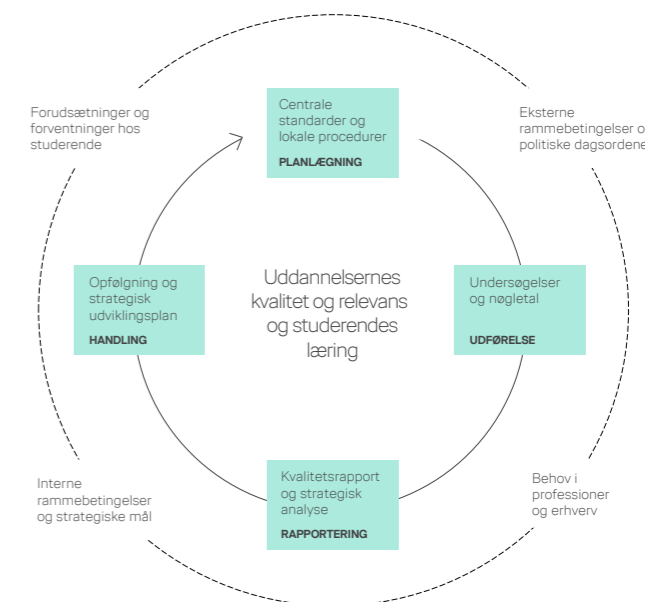 Centrale
standarder og
lokale procedurer
PLANLÆGNING
Forudsætninger og
forventninger hos
studerende
Eksterne
rammebetingelser o
politiske dagsordene
Opfølgning og
strategisk
udviklingsplan
HANDLING
Uddannelsernes
kvalitet og relevans
og studerendes
læring
Undersøgelser
og nøgletal
UDFØRELSE
Kvalitetsrapport
og strategisk
analyse
RAPPORTERING
Interne
rammebetingelser
og strategiske mål
Behov i
professioner
og erhverv